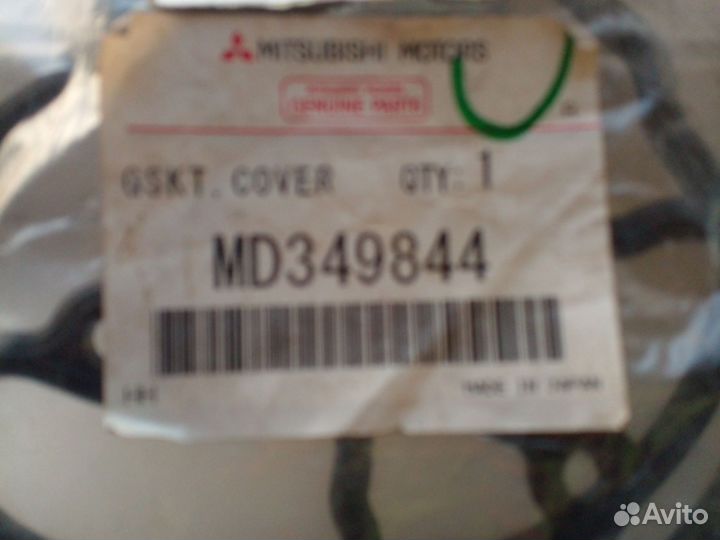 MITSUBISHI MOTORS
GENUINE PARTS
GSKT. COVER QTY: 1
MD349844
MADE IN JAPAN
Avito